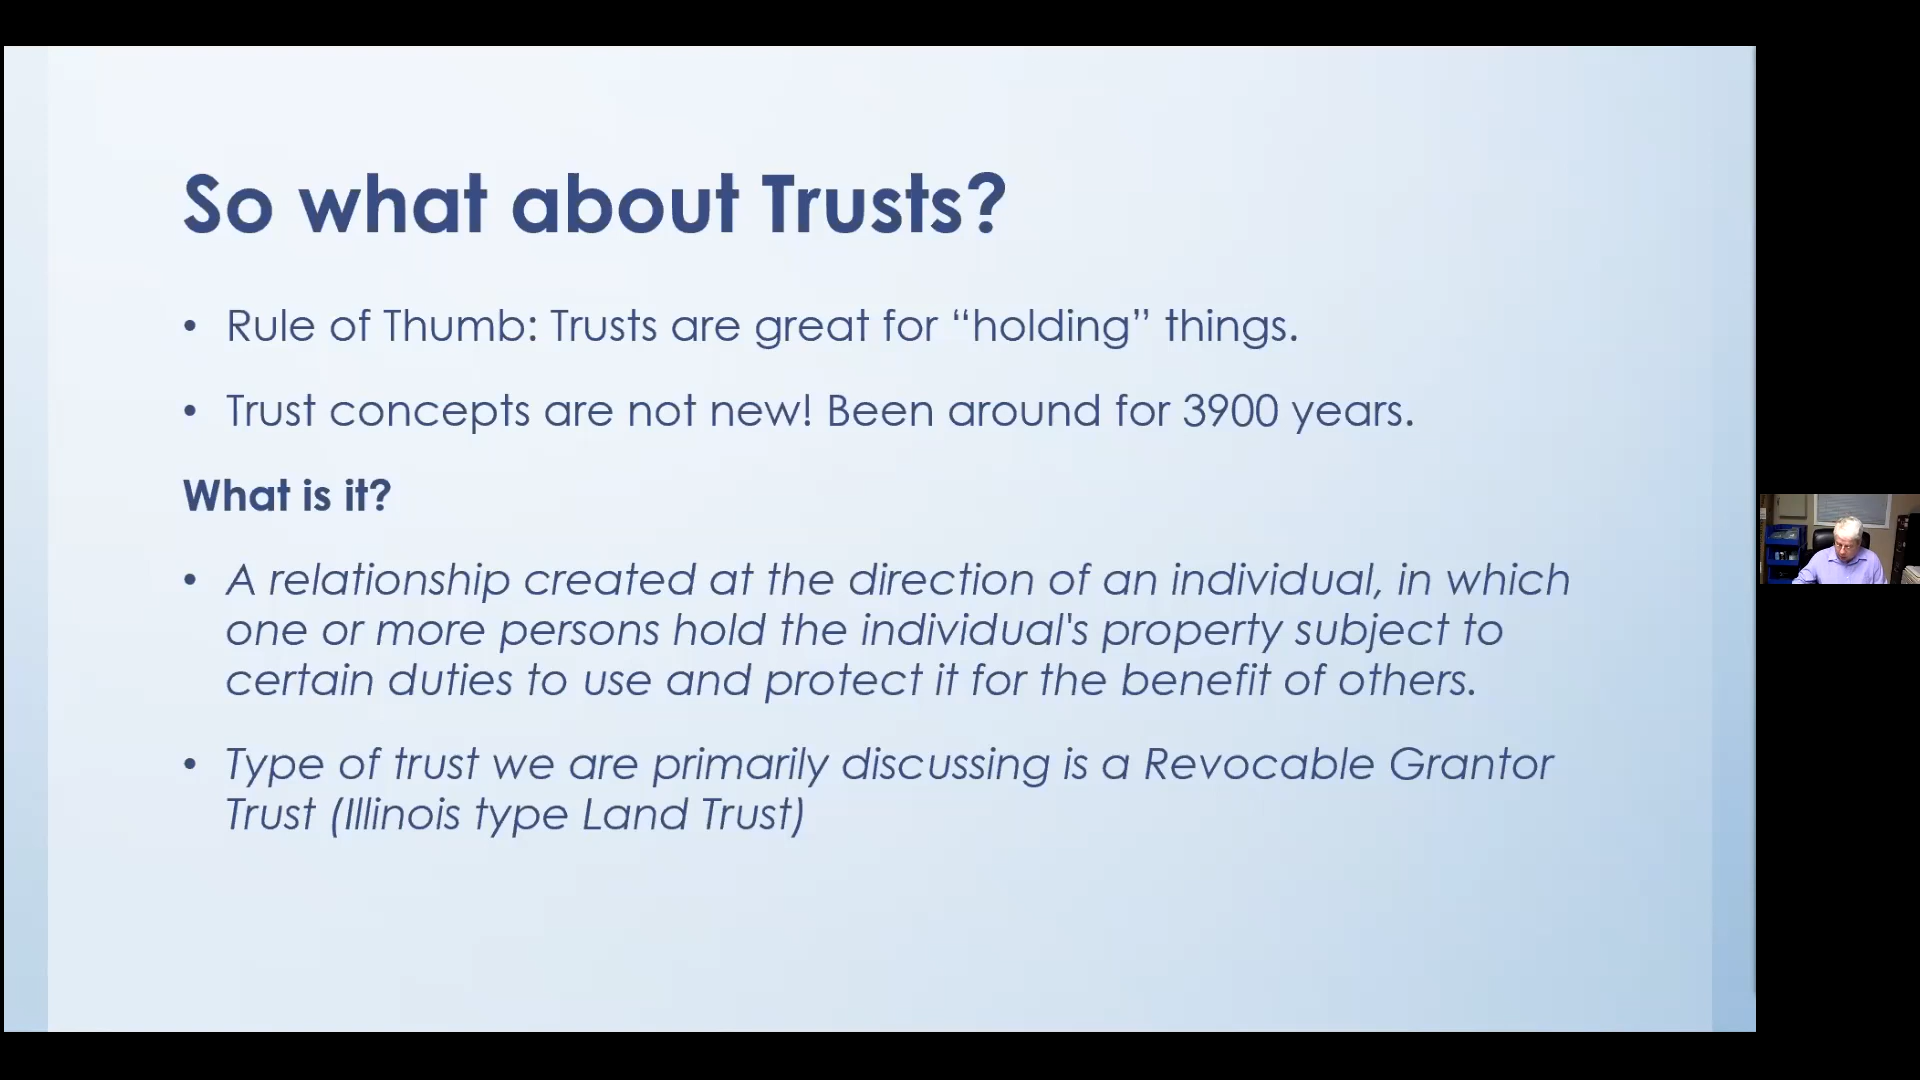 So what about Trusts?
• Rule of Thumb: Trusts are great for “holding” things.
• Trust concepts are not new! Been around for 3900 years.
What is it?
• A relationship created at the direction of an individual, in which
one or more persons hold the individual's property subject to
certain duties to use and protect it for the benefit of others.
• Type of trust we are primarily discussing is a Revocable Grantor
Trust (Illinois type Land Trust)